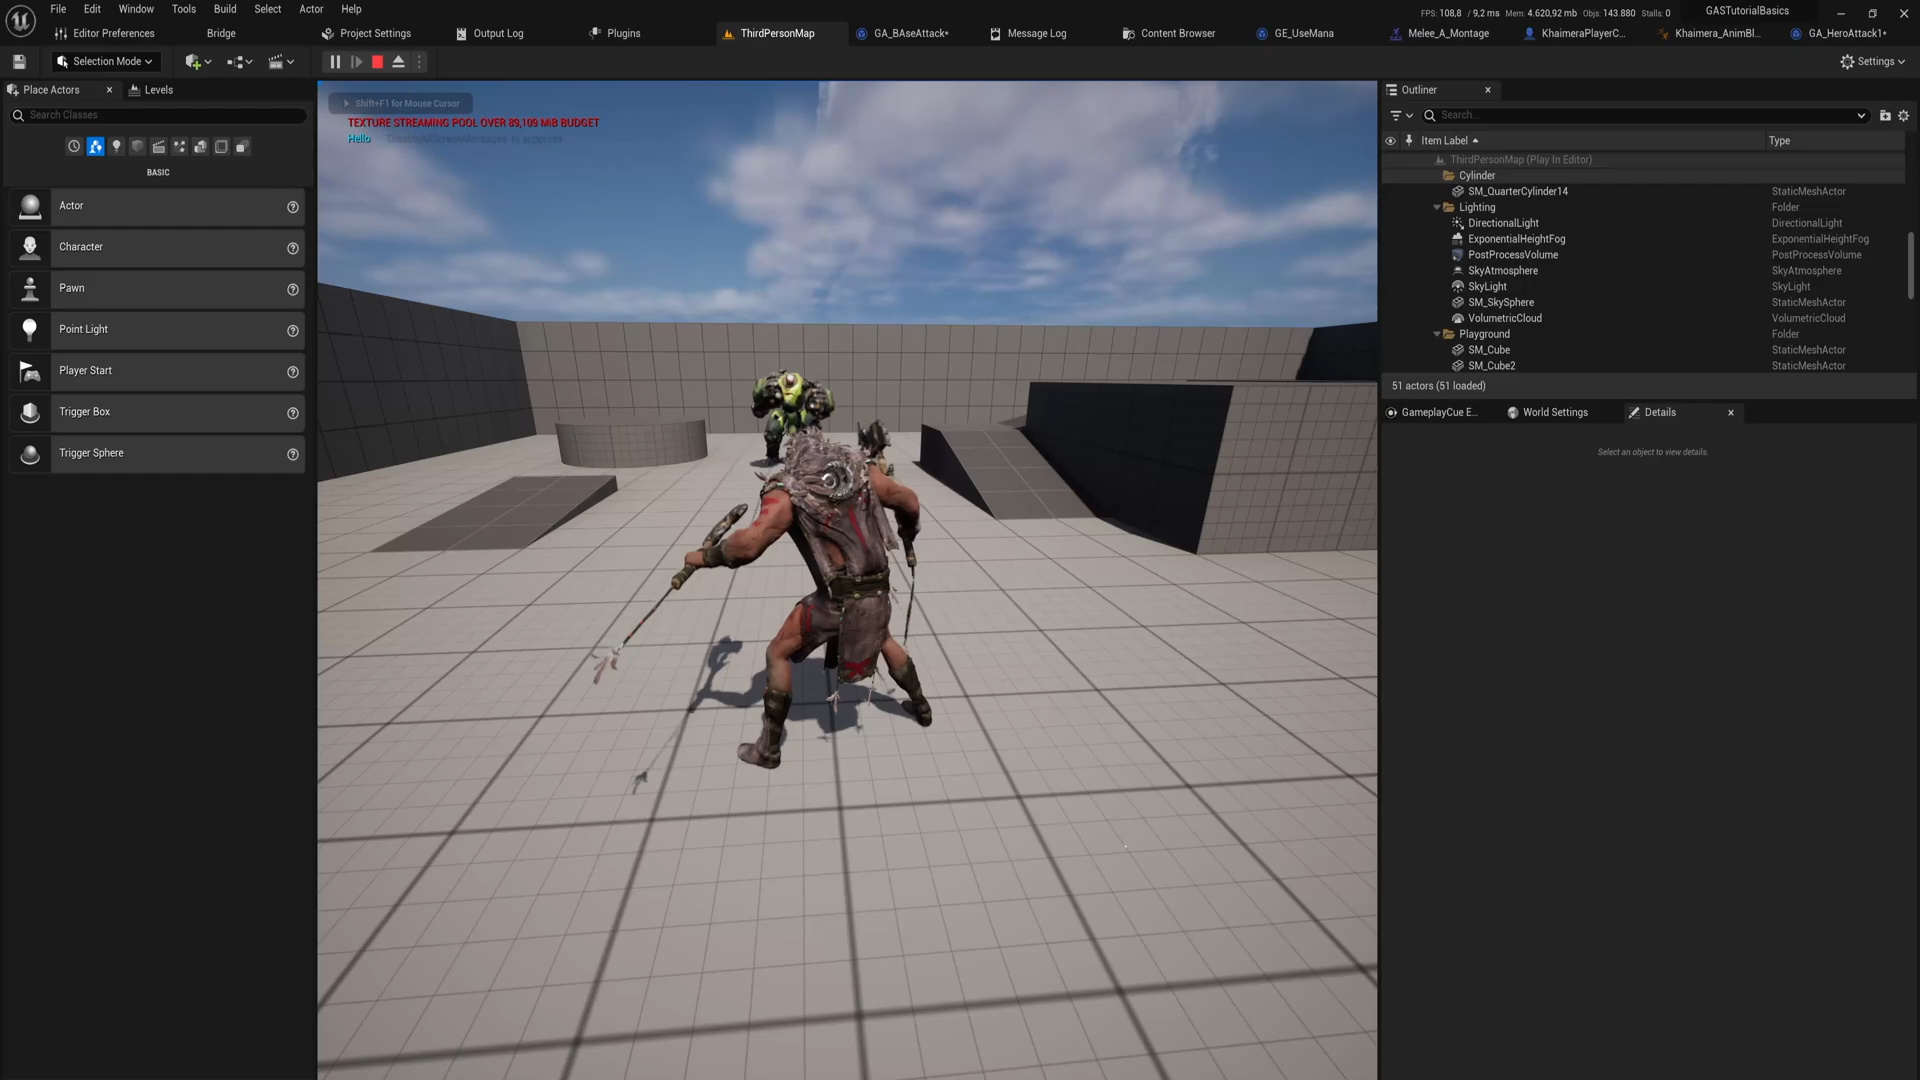 File Edit Window Tools Build Select Actor Help
FPS: 108,8 / 9,2 ms Mem: 4.620,92 mb Objs: 143.880 Stalls: 0 GASTutorialBasics
Editor Preferences Bridge Project Settings Output Log Plugins ThirdPersonMap GA_BAseAttack* Message Log Content Browser GE_UseMana Melee_A_Montage KhaimeraPlayerC... Khaimera_AnimBl... GA_HeroAttack1*
Selection Mode Settings
Place Actors Levels
Search Classes
BASIC
Actor
Character
Pawn
Point Light
Player Start
Trigger Box
Trigger Sphere
Shift+F1 for Mouse Cursor
TEXTURE STREAMING POOL OVER 89,109 MiB BUDGET
Hello 'DisableAllScreenMessages' to suppress
Outliner
Search...
Item Label Type
ThirdPersonMap (Play In Editor)
Cylinder
SM_QuarterCylinder14 StaticMeshActor
Lighting Folder
DirectionalLight DirectionalLight
ExponentialHeightFog ExponentialHeightFog
PostProcessVolume PostProcessVolume
SkyAtmosphere SkyAtmosphere
SkyLight SkyLight
SM_SkySphere StaticMeshActor
VolumetricCloud VolumetricCloud
Playground Folder
SM_Cube StaticMeshActor
SM_Cube2 StaticMeshActor
51 actors (51 loaded)
GameplayCue E... World Settings Details
Select an object to view details.